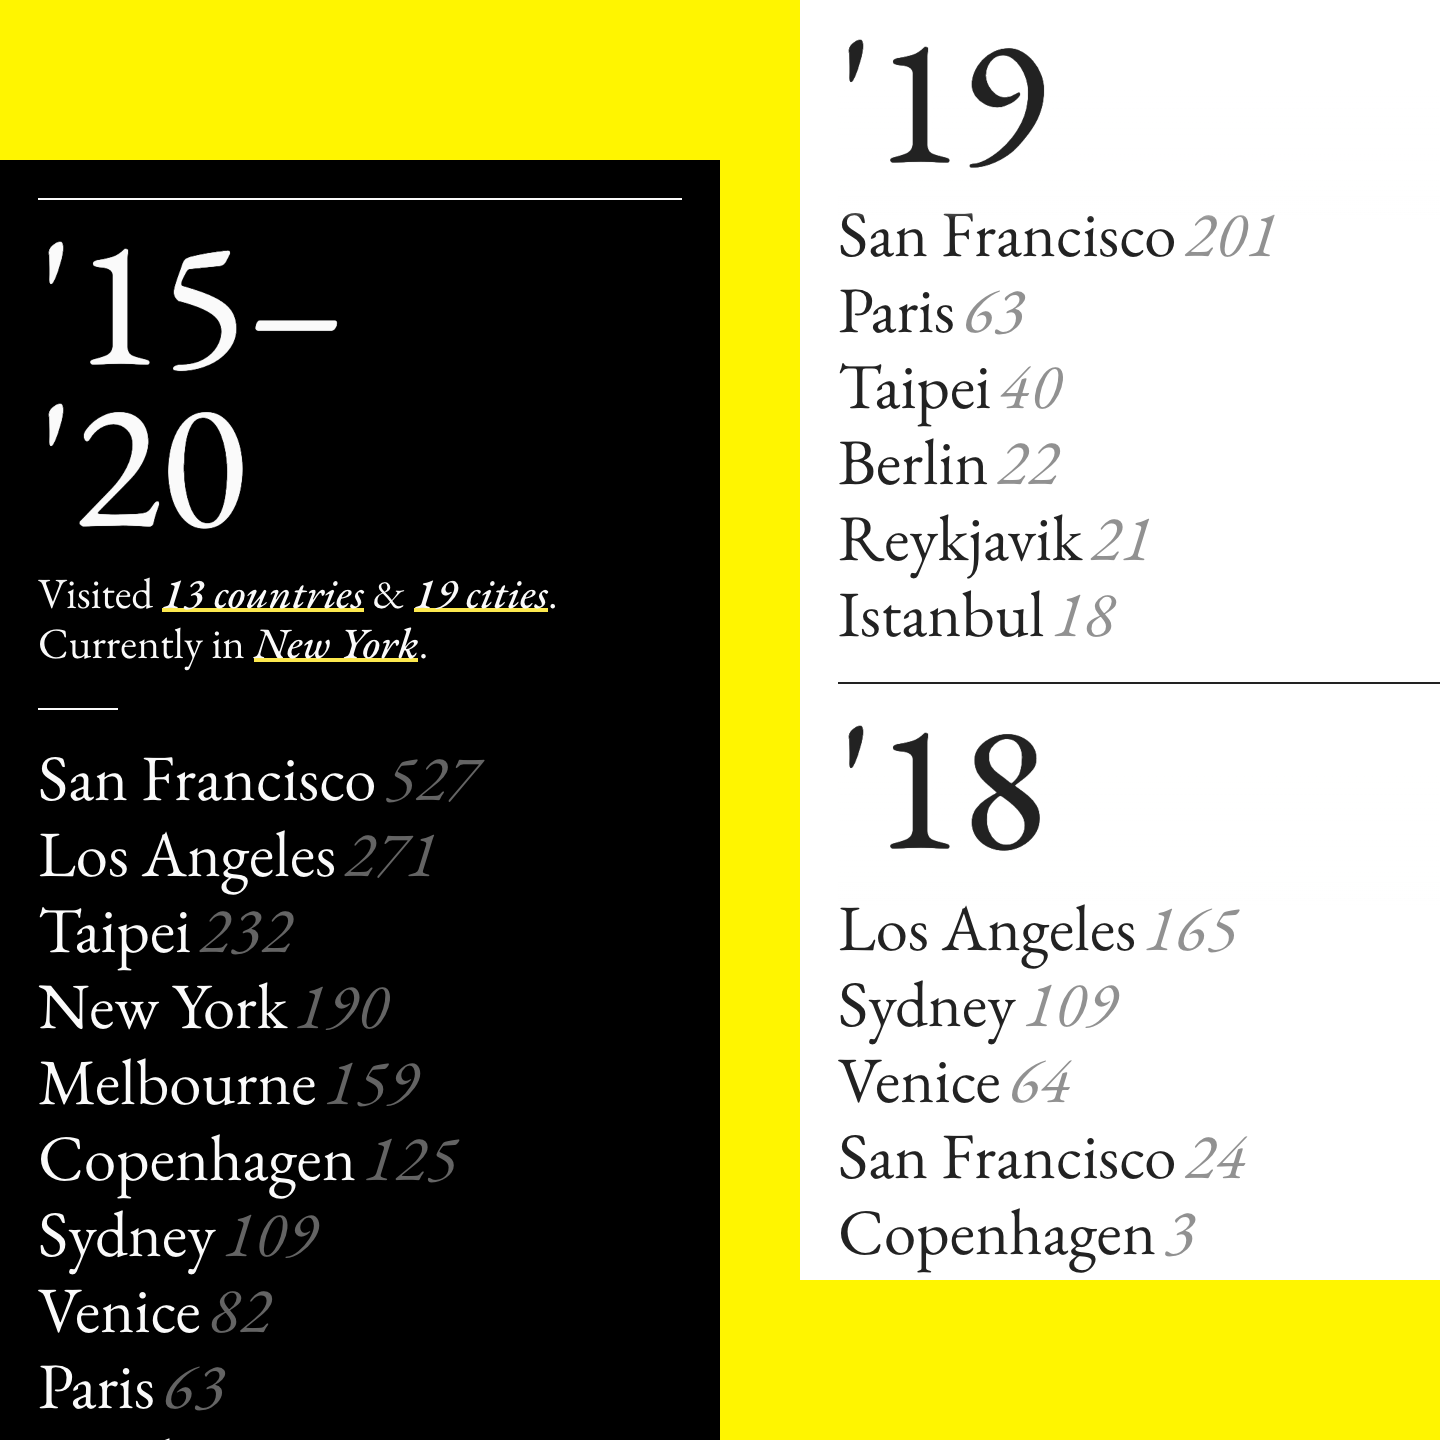 '15–
'20
Visited 13 countries & 19 cities.
Currently in New York.
San Francisco 527
Los Angeles 271
Taipei 232
New York 190
Melbourne 159
Copenhagen 125
Sydney 109
Venice 82
Paris 63
'19
San Francisco 201
Paris 63
Taipei 40
Berlin 22
Reykjavik 21
Istanbul 18
'18
Los Angeles 165
Sydney 109
Venice 64
San Francisco 24
Copenhagen 3